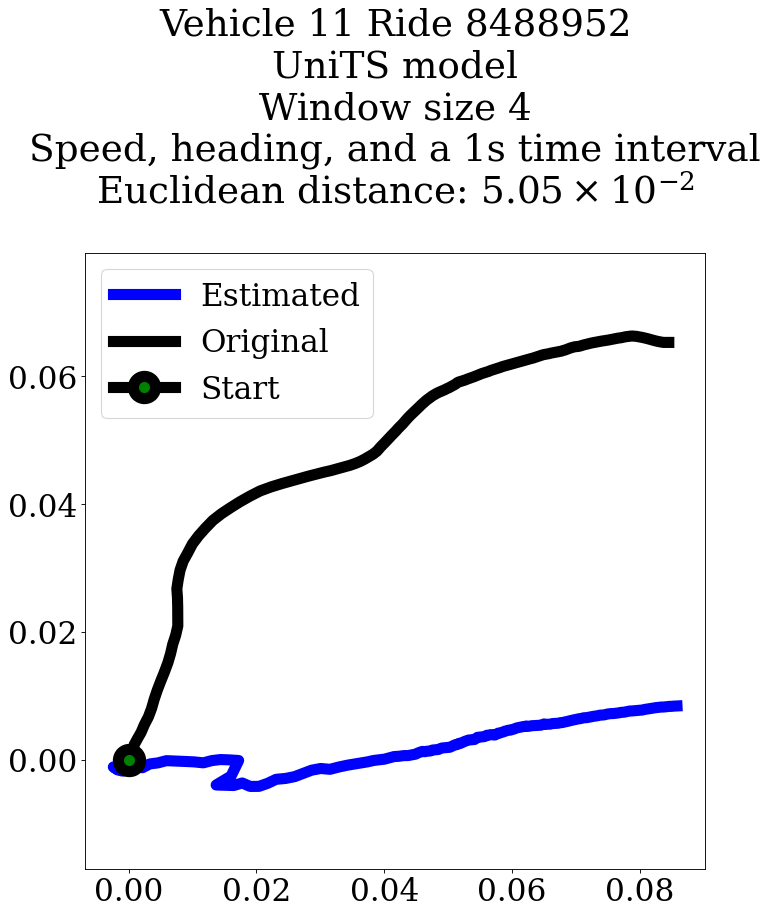 Vehicle 11 Ride 8488952
UniTS model
Window size 4
Speed, heading, and a 1s time interval
Euclidean distance: 5.05 × 10⁻²
Estimated
Original
Start
0.06
0.04
0.02
0.00
0.00 0.02 0.04 0.06 0.08